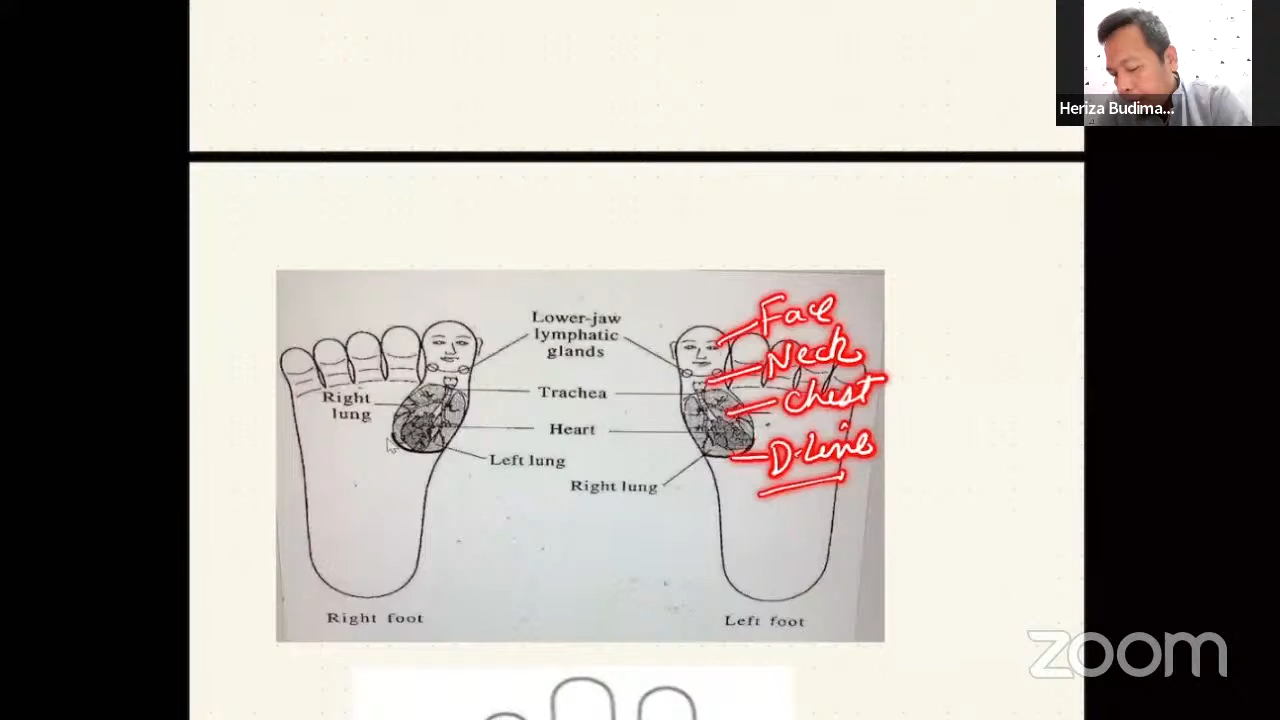 Heriza Budima...
Lower-jaw
lymphatic
glands
Trachea
Right
lung
Heart
Left lung
Right lung
Face
Neck
Chest
D-Line
Right foot
Left foot
zoom